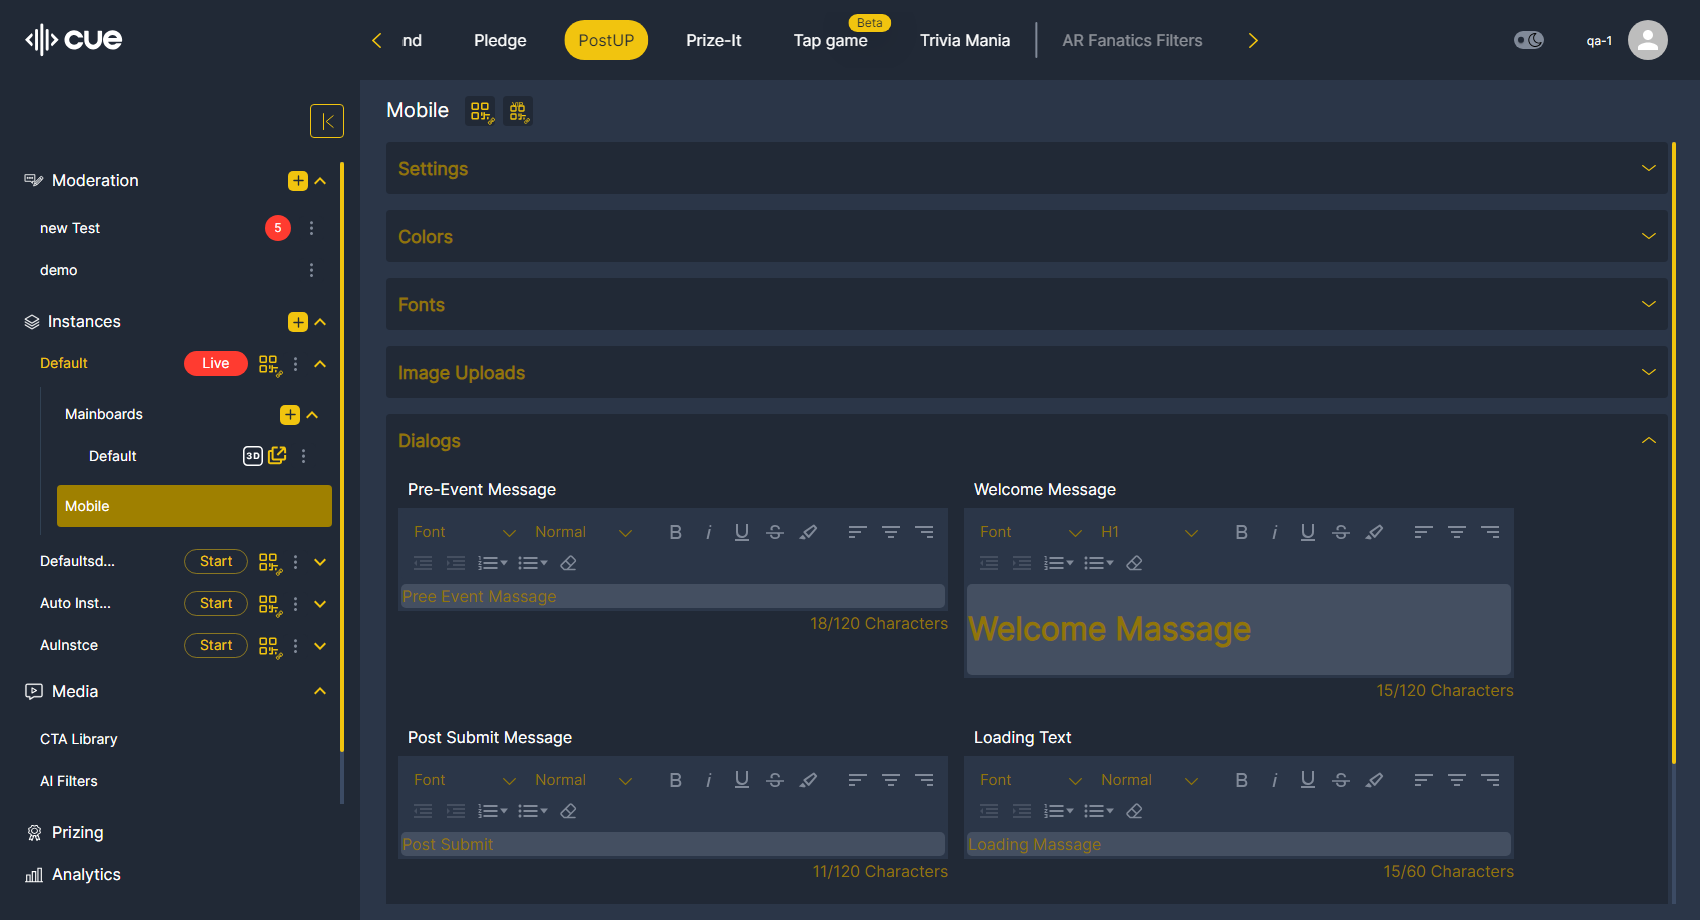 cue
nd
Pledge
PostUP
Prize-It
Tap game
Beta
Trivia Mania
AR Fanatics Filters
qa-1
Moderation
new Test
5
demo
Instances
Default
Live
Mainboards
Default
3D
Mobile
Defaultsd...
Start
Auto Inst...
Start
AuInstce
Start
Media
CTA Library
AI Filters
Prizing
Analytics
Mobile
VIP
Settings
Colors
Fonts
Image Uploads
Dialogs
Pre-Event Message
Font
Normal
Pree Event Massage
18/120 Characters
Welcome Message
Font
H1
Welcome Massage
15/120 Characters
Post Submit Message
Font
Normal
Post Submit
11/120 Characters
Loading Text
Font
Normal
Loading Massage
15/60 Characters